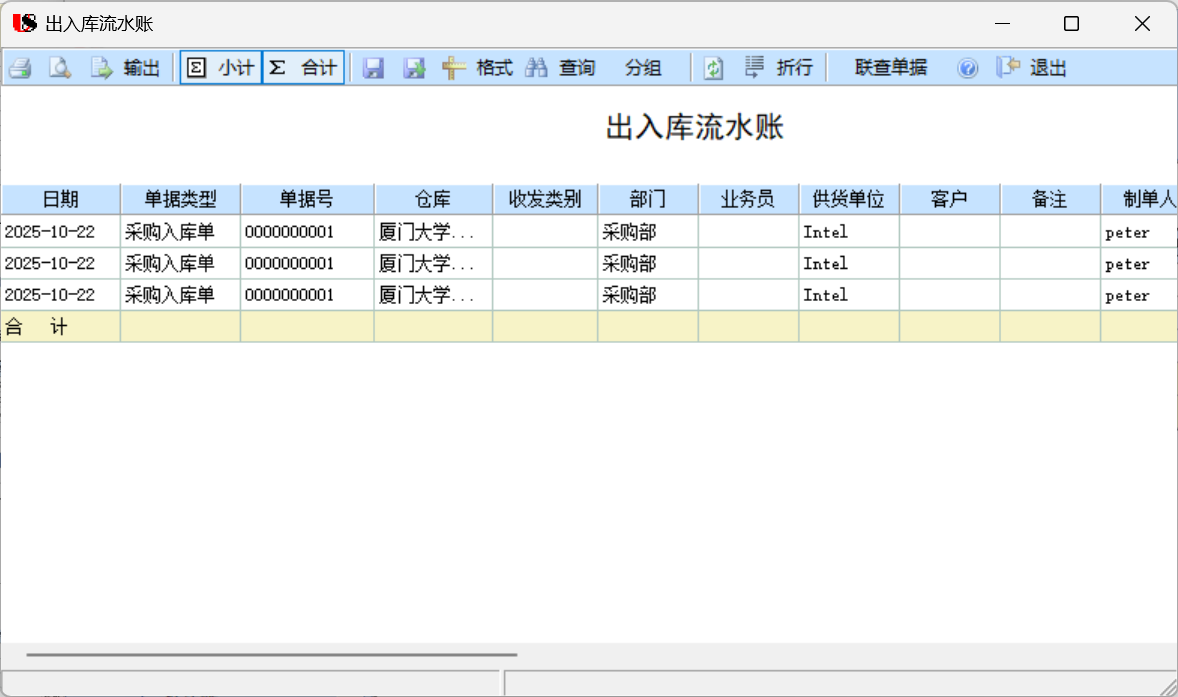 出入库流水账
输出 Σ 小计 Σ 合计 格式 查询 分组 折行 联查单据 退出
出入库流水账
日期 单据类型 单据号 仓库 收发类别 部门 业务员 供货单位 客户 备注 制单人
2025-10-22 采购入库单 0000000001 厦门大学... 采购部 Intel peter
2025-10-22 采购入库单 0000000001 厦门大学... 采购部 Intel peter
2025-10-22 采购入库单 0000000001 厦门大学... 采购部 Intel peter
合 计